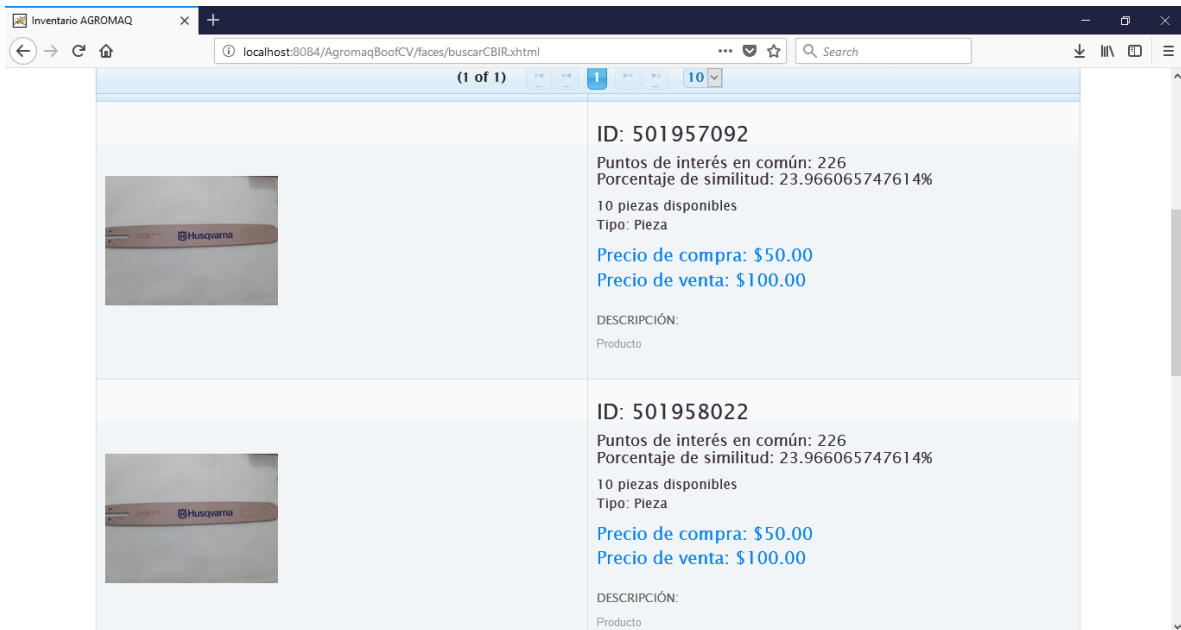 Inventario AGROMAQ
localhost:8084/AgromaqBoofCV/faces/buscarCBIR.xhtml
Search
(1 of 1) 1 10
ID: 501957092
Puntos de interés en común: 226
Porcentaje de similitud: 23.966065747614%
10 piezas disponibles
Tipo: Pieza
Precio de compra: $50.00
Precio de venta: $100.00
DESCRIPCIÓN:
Producto
Husqvarna
ID: 501958022
Puntos de interés en común: 226
Porcentaje de similitud: 23.966065747614%
10 piezas disponibles
Tipo: Pieza
Precio de compra: $50.00
Precio de venta: $100.00
DESCRIPCIÓN:
Producto
Husqvarna